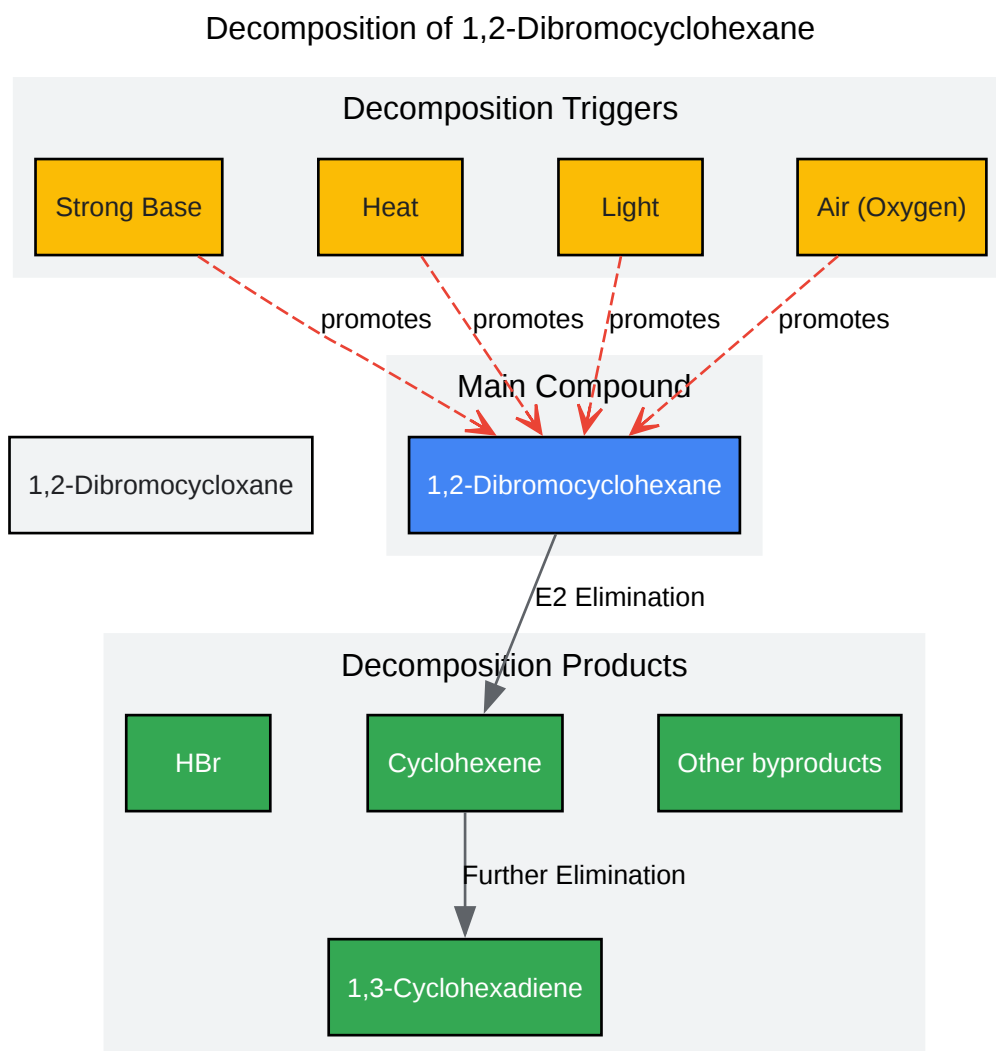 Decomposition of 1,2-Dibromocyclohexane
Decomposition Triggers
Strong Base
Heat
Light
Air (Oxygen)
promotes
promotes
promotes
promotes
Main Compound
1,2-Dibromocycloxane
1,2-Dibromocyclohexane
E2 Elimination
Decomposition Products
HBr
Cyclohexene
Other byproducts
Further Elimination
1,3-Cyclohexadiene